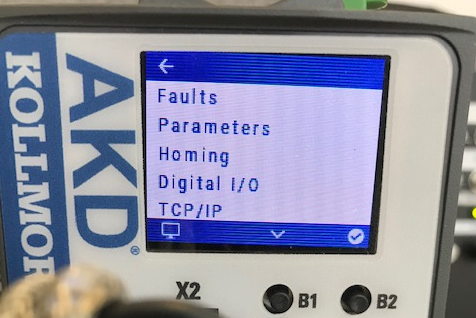 KOLLMOR
AKD®
Faults
Parameters
Homing
Digital I/O
TCP/IP
X2
B1
B2